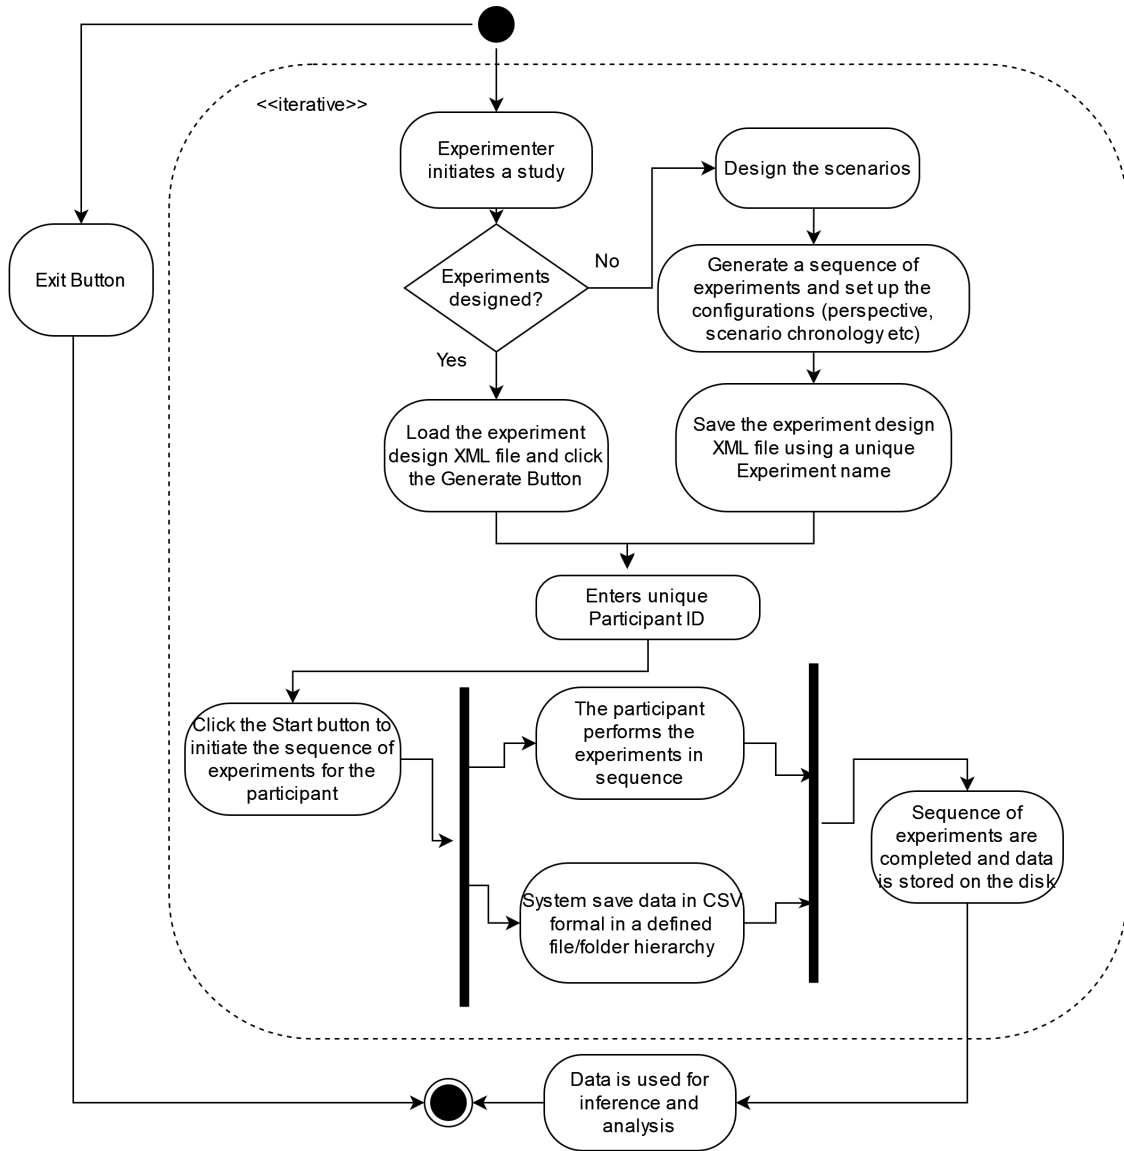 <<iterative>>
Experimenter
initiates a study
Design the scenarios
Exit Button
Experiments
designed?
No
Generate a sequence of
experiments and set up the
configurations (perspective,
scenario chronology etc)
Yes
Load the experiment
design XML file and click
the Generate Button
Save the experiment design
XML file using a unique
Experiment name
Enters unique
Participant ID
Click the Start button to
initiate the sequence of
experiments for the
participant
The participant
performs the
experiments in
sequence
Sequence of
experiments are
completed and data
is stored on the disk
System save data in CSV
formal in a defined
file/folder hierarchy
Data is used for
inference and
analysis